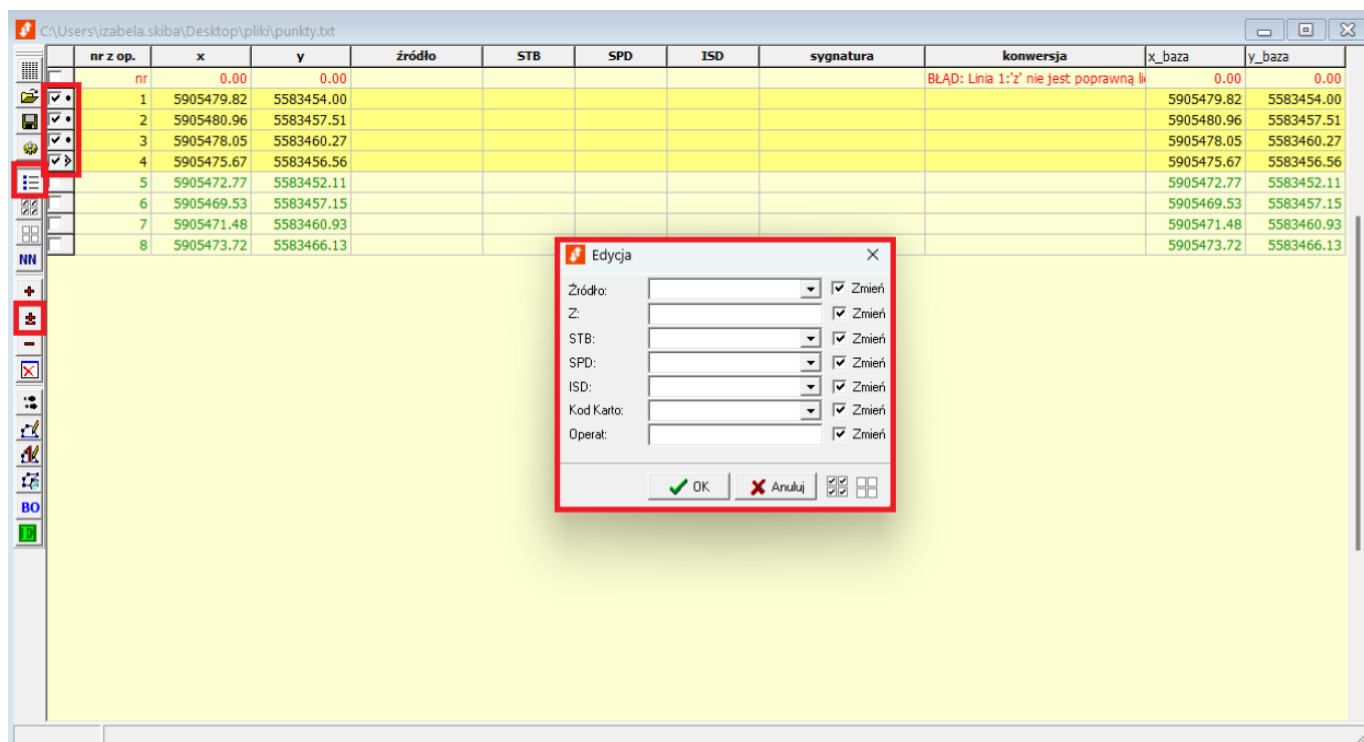 C:\Users\izabela.skiba\Desktop\pliki\punkty.txt
nr z op. x y źródło STB SPD ISD sygnatura konwersja x_baza y_baza
nr 0.00 0.00 BŁĄD: Linia 1:'z' nie jest poprawną 0.00 0.00
1 5905479.82 5583454.00 5905479.82 5583454.00
2 5905480.96 5583457.51 5905480.96 5583457.51
3 5905478.05 5583460.27 5905478.05 5583460.27
4 5905475.67 5583456.56 5905475.67 5583456.56
5 5905472.77 5583452.11 5905472.77 5583452.11
6 5905469.53 5583457.15 5905469.53 5583457.15
7 5905471.48 5583460.93 5905471.48 5583460.93
8 5905473.72 5583466.13 5905473.72 5583466.13
NN
BO
Edycja
Źródło: Zmień
Z: Zmień
STB: Zmień
SPD: Zmień
ISD: Zmień
Kod Karto: Zmień
Operat: Zmień
OK Anuluj